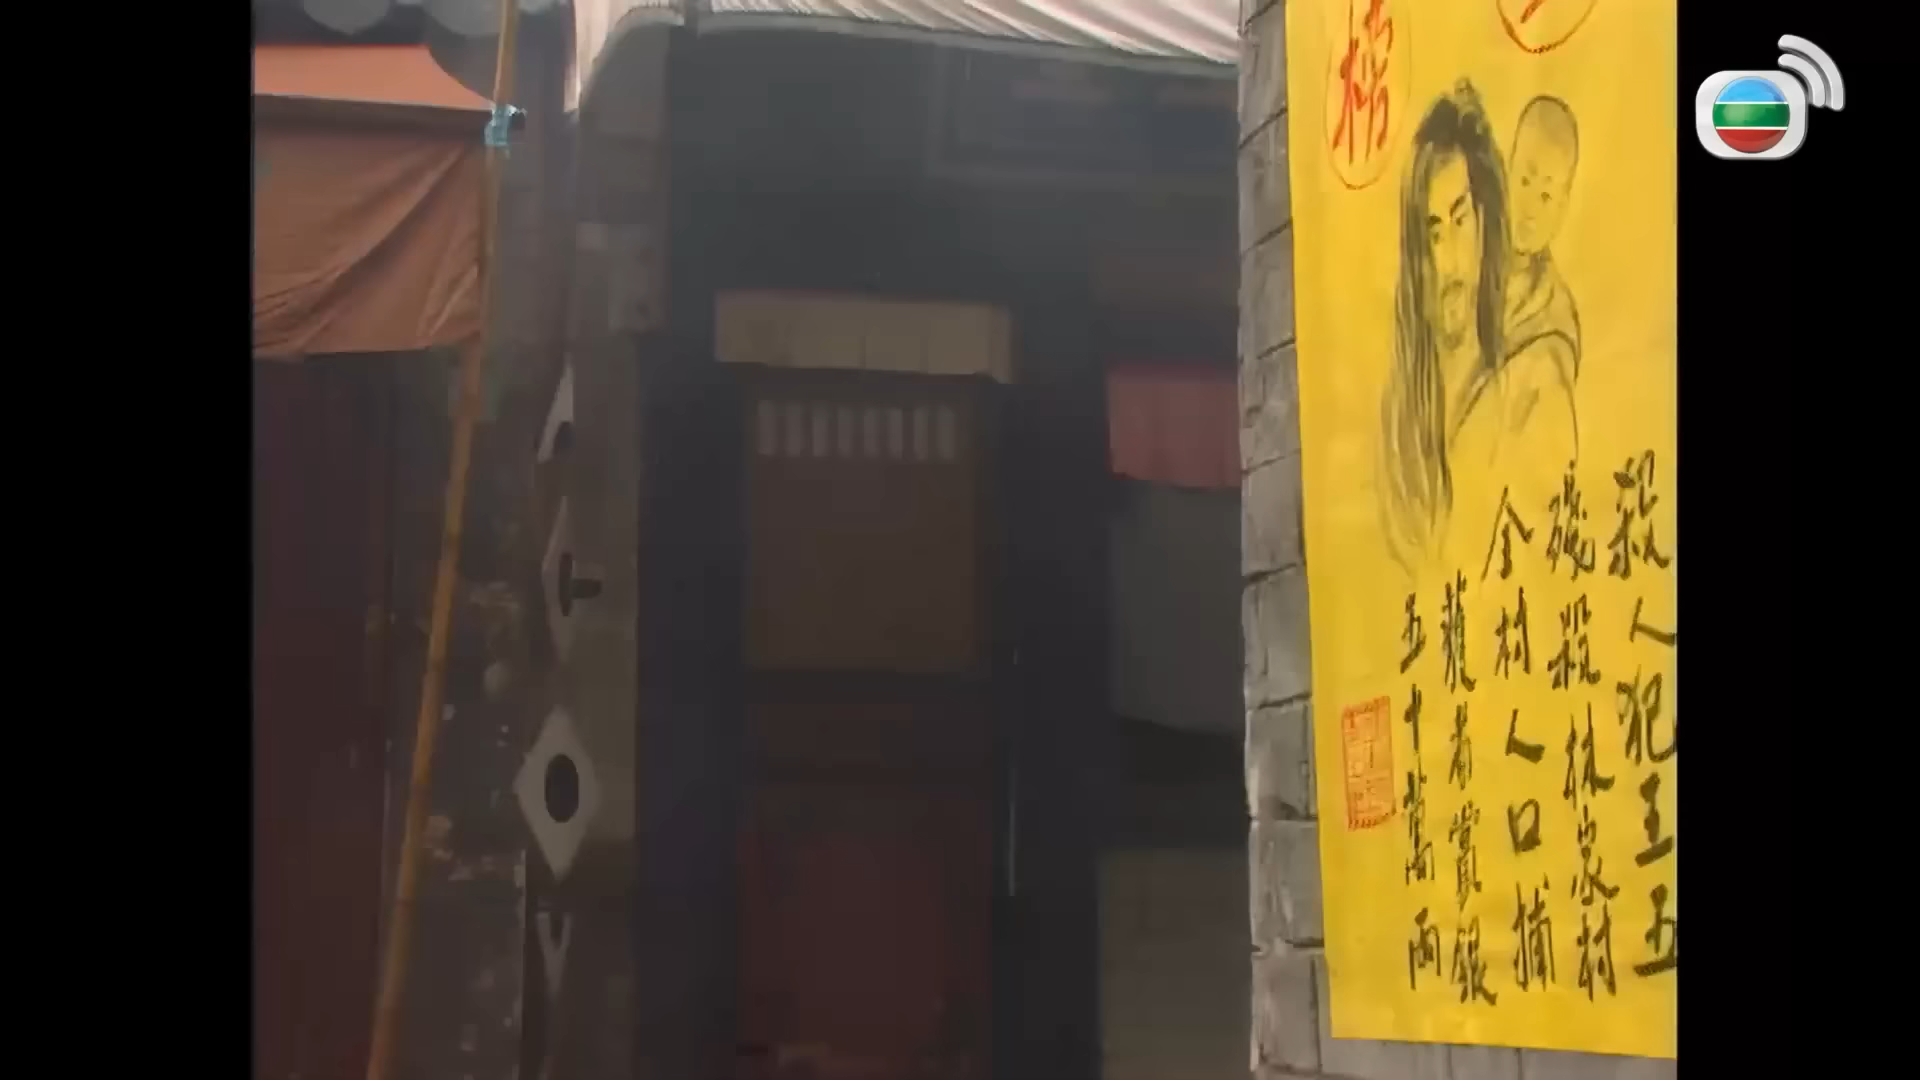 榜
殺人犯王五
殘殺林家村
全村人口捕
獲者賞銀
五十萬兩